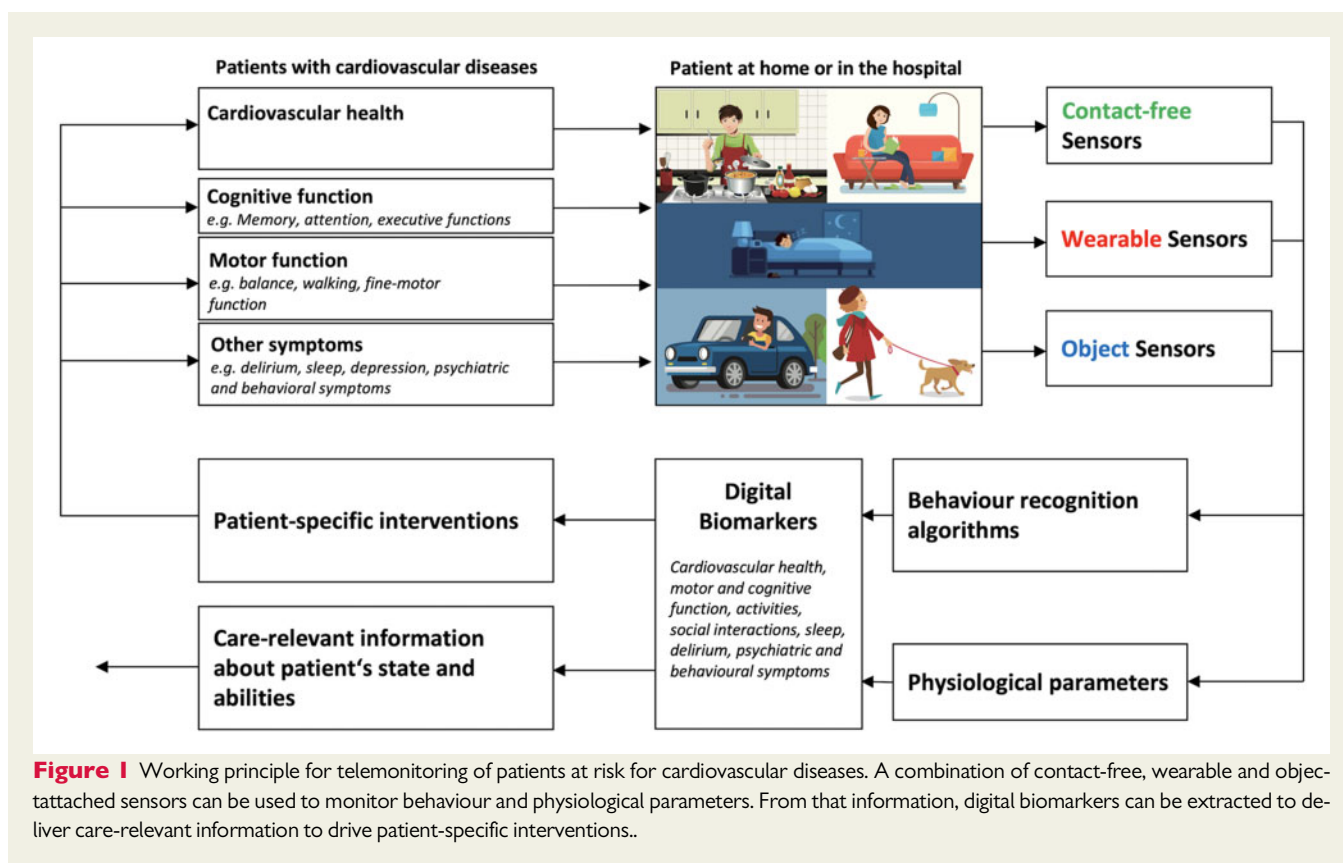 Patients with cardiovascular diseases
Patient at home or in the hospital
Cardiovascular health
Cognitive function
e.g. Memory, attention, executive functions
Motor function
e.g. balance, walking, fine-motor
function
Other symptoms
e.g. delirium, sleep, depression, psychiatric
and behavioral symptoms
Contact-free
Sensors
Wearable Sensors
Object Sensors
Patient-specific interventions
Care-relevant information
about patient‘s state and
abilities
Digital
Biomarkers
Cardiovascular health,
motor and cognitive
function, activities,
social interactions, sleep,
delirium, psychiatric and
behavioural symptoms
Behaviour recognition
algorithms
Physiological parameters
Figure 1 Working principle for telemonitoring of patients at risk for cardiovascular diseases. A combination of contact-free, wearable and objec-
tattached sensors can be used to monitor behaviour and physiological parameters. From that information, digital biomarkers can be extracted to de-
liver care-relevant information to drive patient-specific interventions..